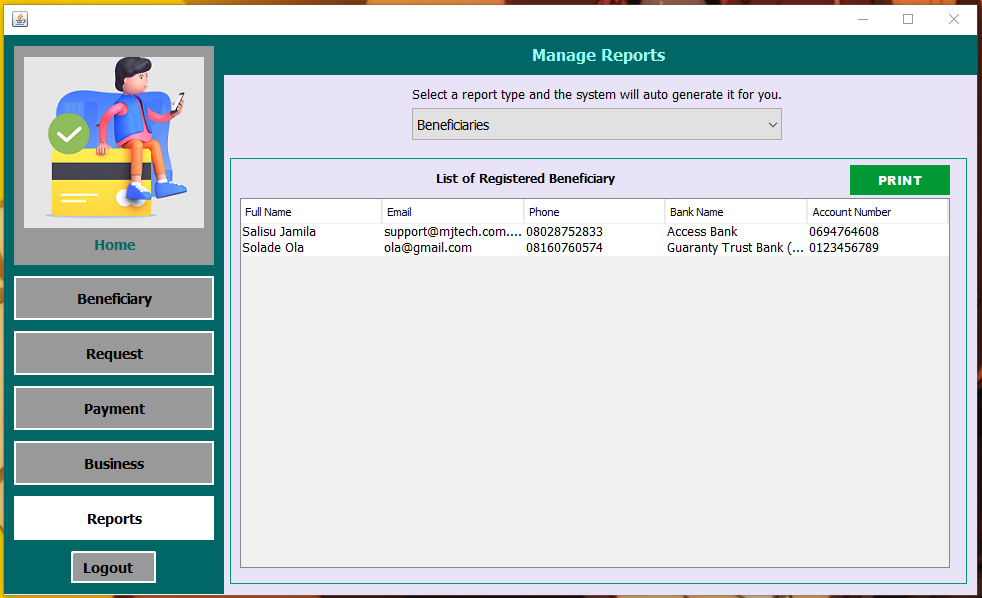 Manage Reports
Select a report type and the system will auto generate it for you.
Beneficiaries
List of Registered Beneficiary
PRINT
Full Name Email Phone Bank Name Account Number
Salisu Jamila support@mjtech.com.... 08028752833 Access Bank 0694764608
Solade Ola ola@gmail.com 08160760574 Guaranty Trust Bank (... 0123456789
Home
Beneficiary
Request
Payment
Business
Reports
Logout